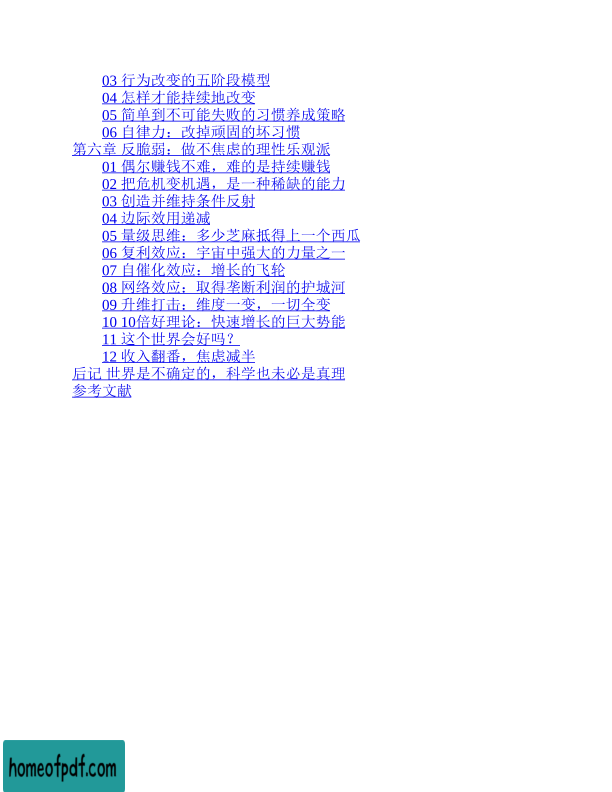 03 行为改变的五阶段模型
04 怎样才能持续地改变
05 简单到不可能失败的习惯养成策略
06 自律力：改掉顽固的坏习惯
第六章 反脆弱：做不焦虑的理性乐观派
01 偶尔赚钱不难，难的是持续赚钱
02 把危机变机遇，是一种稀缺的能力
03 创造并维持条件反射
04 边际效用递减
05 量级思维：多少芝麻抵得上一个西瓜
06 复利效应：宇宙中强大的力量之一
07 自催化效应：增长的飞轮
08 网络效应：取得垄断利润的护城河
09 升维打击：维度一变，一切全变
10 10倍好理论：快速增长的巨大势能
11 这个世界会好吗？
12 收入翻番，焦虑减半
后记 世界是不确定的，科学也未必是真理
参考文献
homeofpdf.com